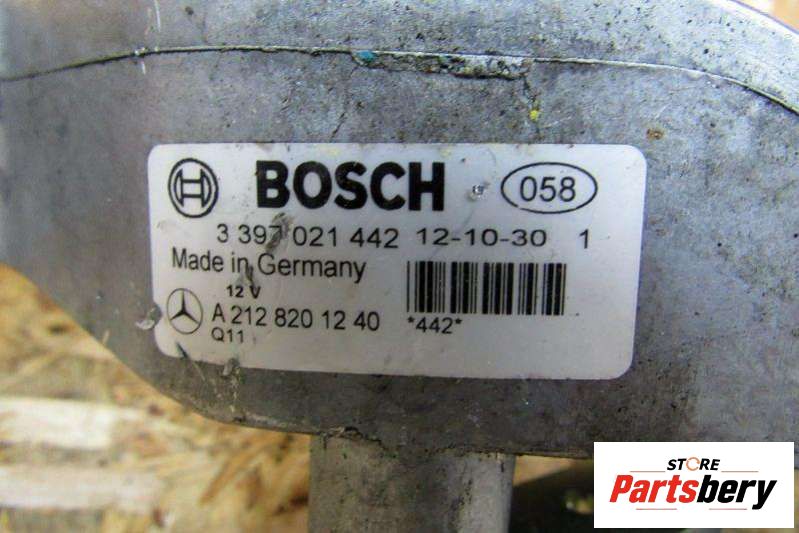 BOSCH 058
3 397 021 442 12-10-30 1
Made in Germany
12 V
A 212 820 12 40
Q11
*442*
STORE
Partsbery